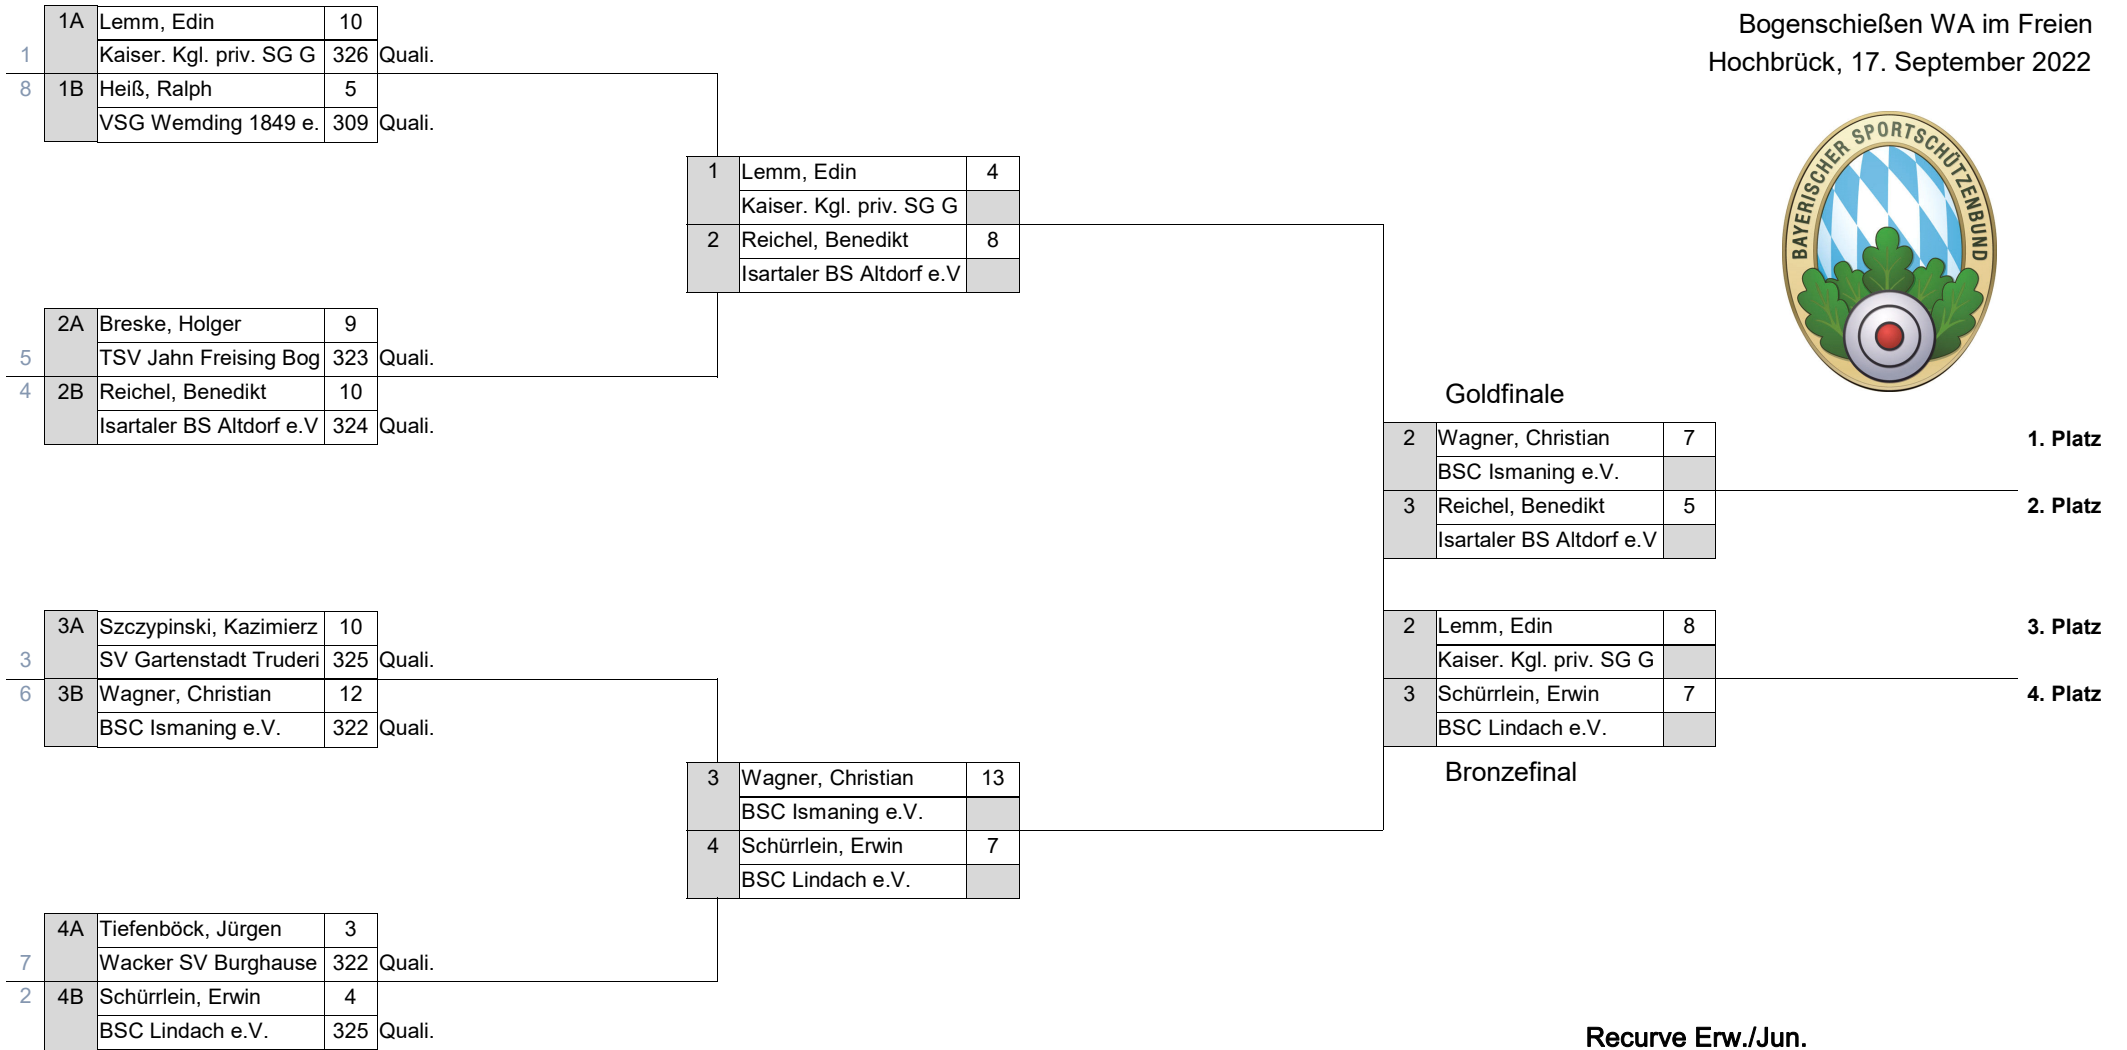 Bogenschießen WA im Freien
Hochbrück, 17. September 2022
BAYERISCHER SPORTSCHÜTZENBUND
1A Lemm, Edin 10
1 Kaiser. Kgl. priv. SG G 326 Quali.
8 1B Heiß, Ralph 5
VSG Wemding 1849 e. 309 Quali.
1 Lemm, Edin 4
Kaiser. Kgl. priv. SG G
2 Reichel, Benedikt 8
Isartaler BS Altdorf e.V
2A Breske, Holger 9
5 TSV Jahn Freising Bog 323 Quali.
4 2B Reichel, Benedikt 10
Isartaler BS Altdorf e.V 324 Quali.
Goldfinale
2 Wagner, Christian 7 1. Platz
BSC Ismaning e.V.
3 Reichel, Benedikt 5 2. Platz
Isartaler BS Altdorf e.V
3A Szczypinski, Kazimierz 10
3 SV Gartenstadt Truderi 325 Quali.
6 3B Wagner, Christian 12
BSC Ismaning e.V. 322 Quali.
2 Lemm, Edin 8 3. Platz
Kaiser. Kgl. priv. SG G
3 Schürrlein, Erwin 7 4. Platz
BSC Lindach e.V.
Bronzefinal
3 Wagner, Christian 13
BSC Ismaning e.V.
4 Schürrlein, Erwin 7
BSC Lindach e.V.
4A Tiefenböck, Jürgen 3
7 Wacker SV Burghause 322 Quali.
2 4B Schürrlein, Erwin 4
BSC Lindach e.V. 325 Quali.
Recurve Erw./Jun.